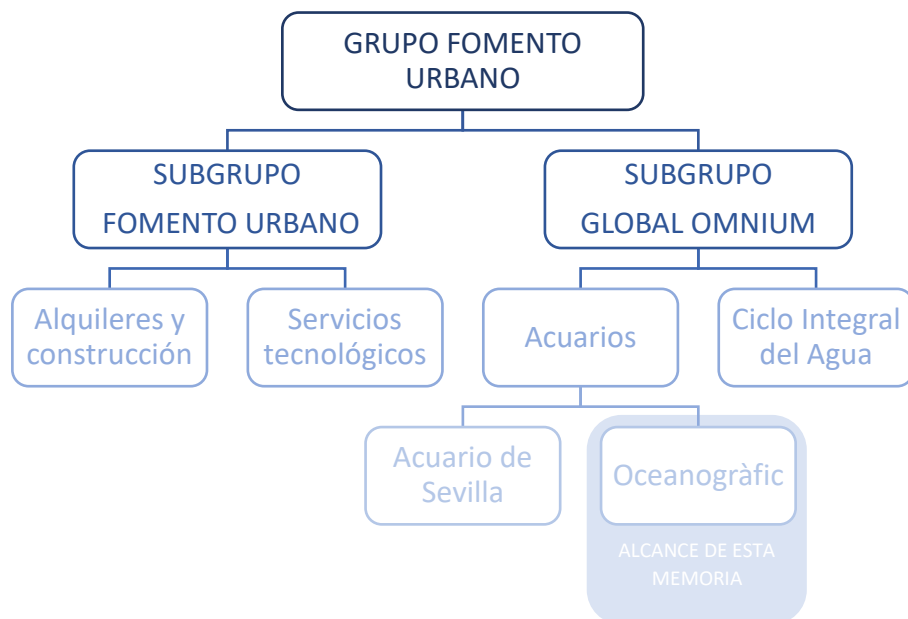 GRUPO FOMENTO
URBANO
SUBGRUPO
FOMENTO URBANO
SUBGRUPO
GLOBAL OMNIUM
Alquileres y
construcción
Servicios
tecnológicos
Acuarios
Ciclo Integral
del Agua
Acuario de
Sevilla
Oceanogràfic
ALCANCE DE ESTA
MEMORIA